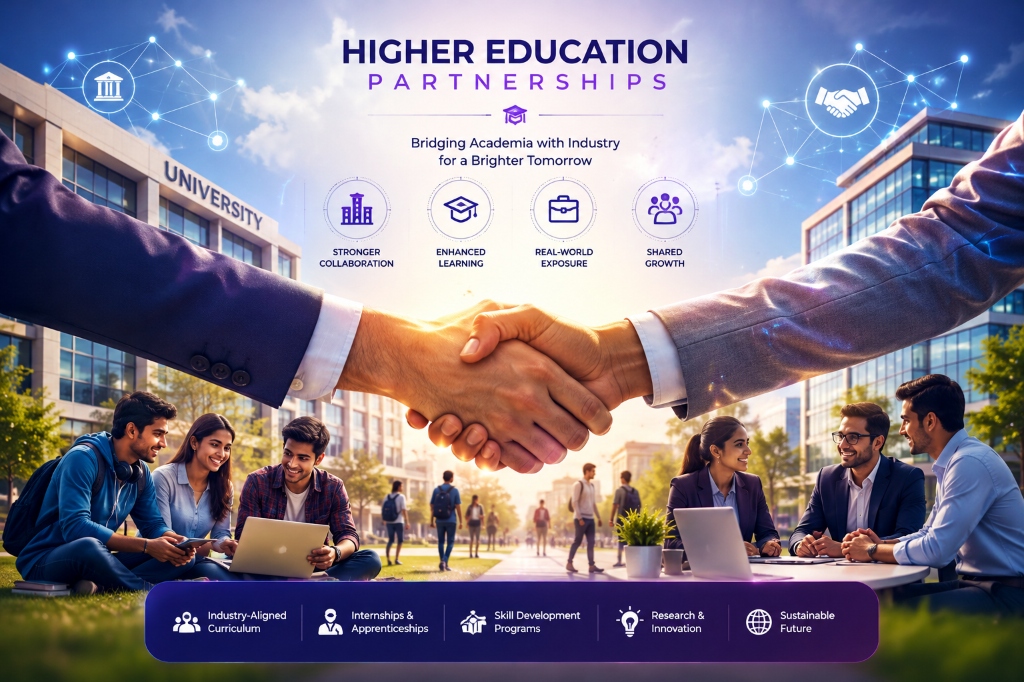 HIGHER EDUCATION
PARTNERSHIPS
Bridging Academia with Industry
for a Brighter Tomorrow
UNIVERSITY
STRONGER
COLLABORATION
ENHANCED
LEARNING
REAL-WORLD
EXPOSURE
SHARED
GROWTH
Industry-Aligned
Curriculum
Internships &
Apprenticeships
Skill Development
Programs
Research &
Innovation
Sustainable
Future